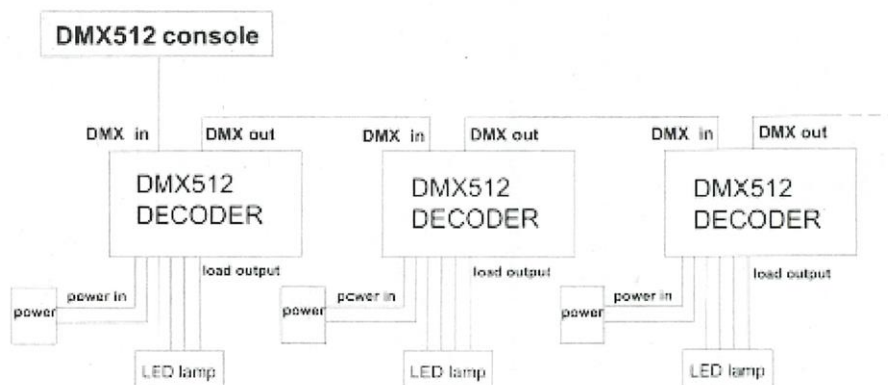 DMX512 console
DMX in
DMX out
DMX in
DMX out
DMX in
DMX out
DMX512
DECODER
DMX512
DECODER
DMX512
DECODER
load output
load output
load output
power in
power in
power in
power
power
power
LED lamp
LED lamp
LED lamp